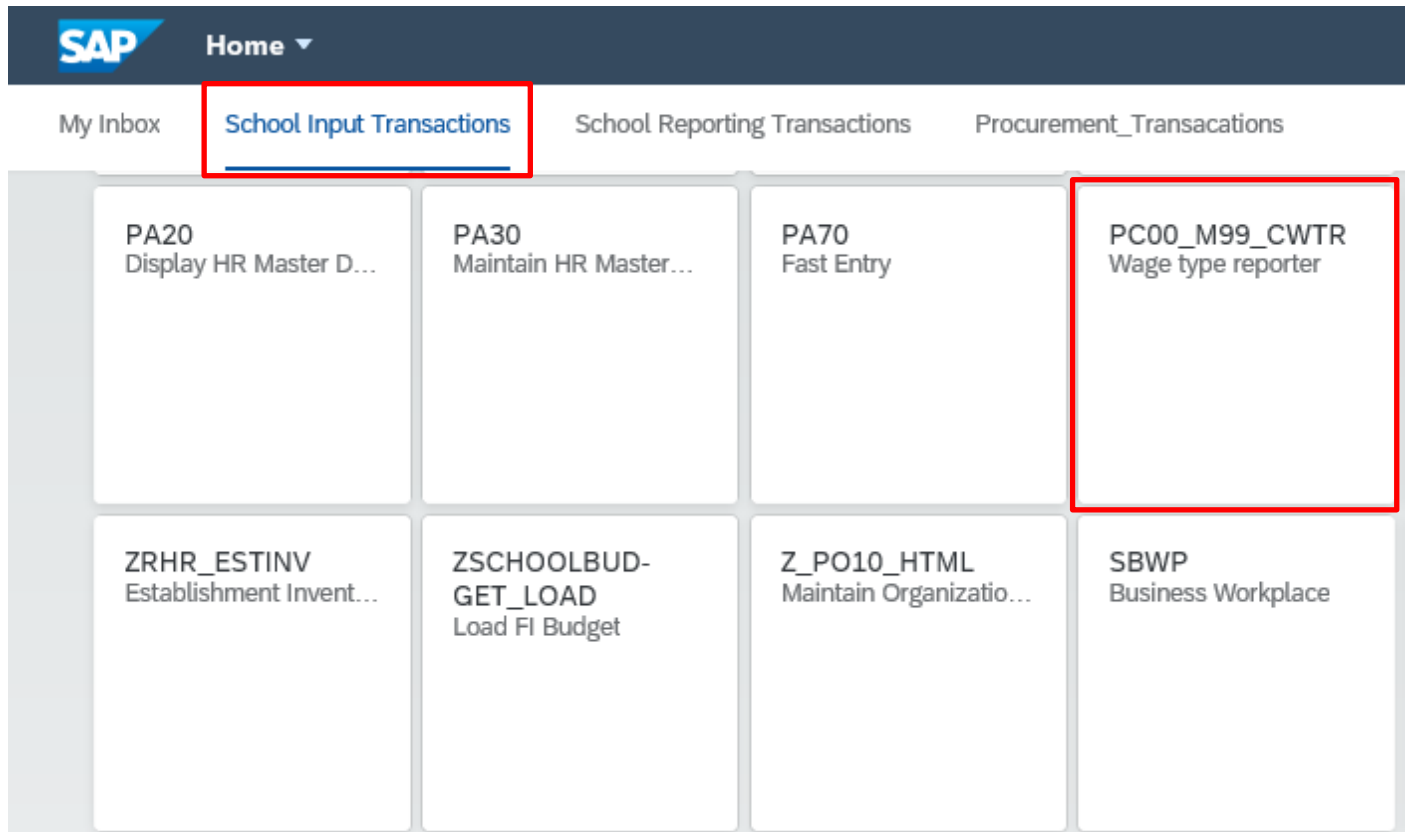 SAP Home
My Inbox School Input Transactions School Reporting Transactions Procurement_Transacations
PA20
Display HR Master D...
PA30
Maintain HR Master...
PA70
Fast Entry
PC00_M99_CWTR
Wage type reporter
ZRHR_ESTINV
Establishment Invent...
ZSCHOOLBUD-
GET_LOAD
Load FI Budget
Z_PO10_HTML
Maintain Organizatio...
SBWP
Business Workplace